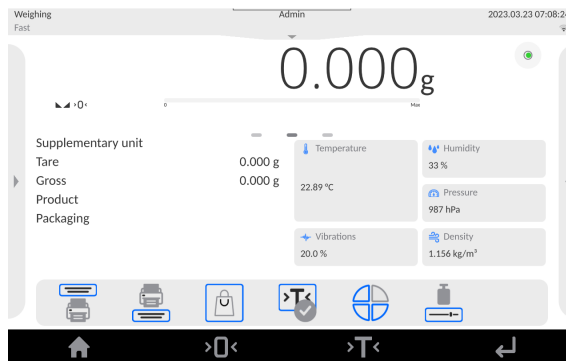 Weighing Admin 2023.03.23 07:08:24
Fast
0.000 g
>0<
0 Max
Supplementary unit
Tare 0.000 g
Gross 0.000 g
Product
Packaging
Temperature
22.89 °C
Humidity
33 %
Pressure
987 hPa
Vibrations
20.0 %
Density
1.156 kg/m³
>T<
>0<
>T<